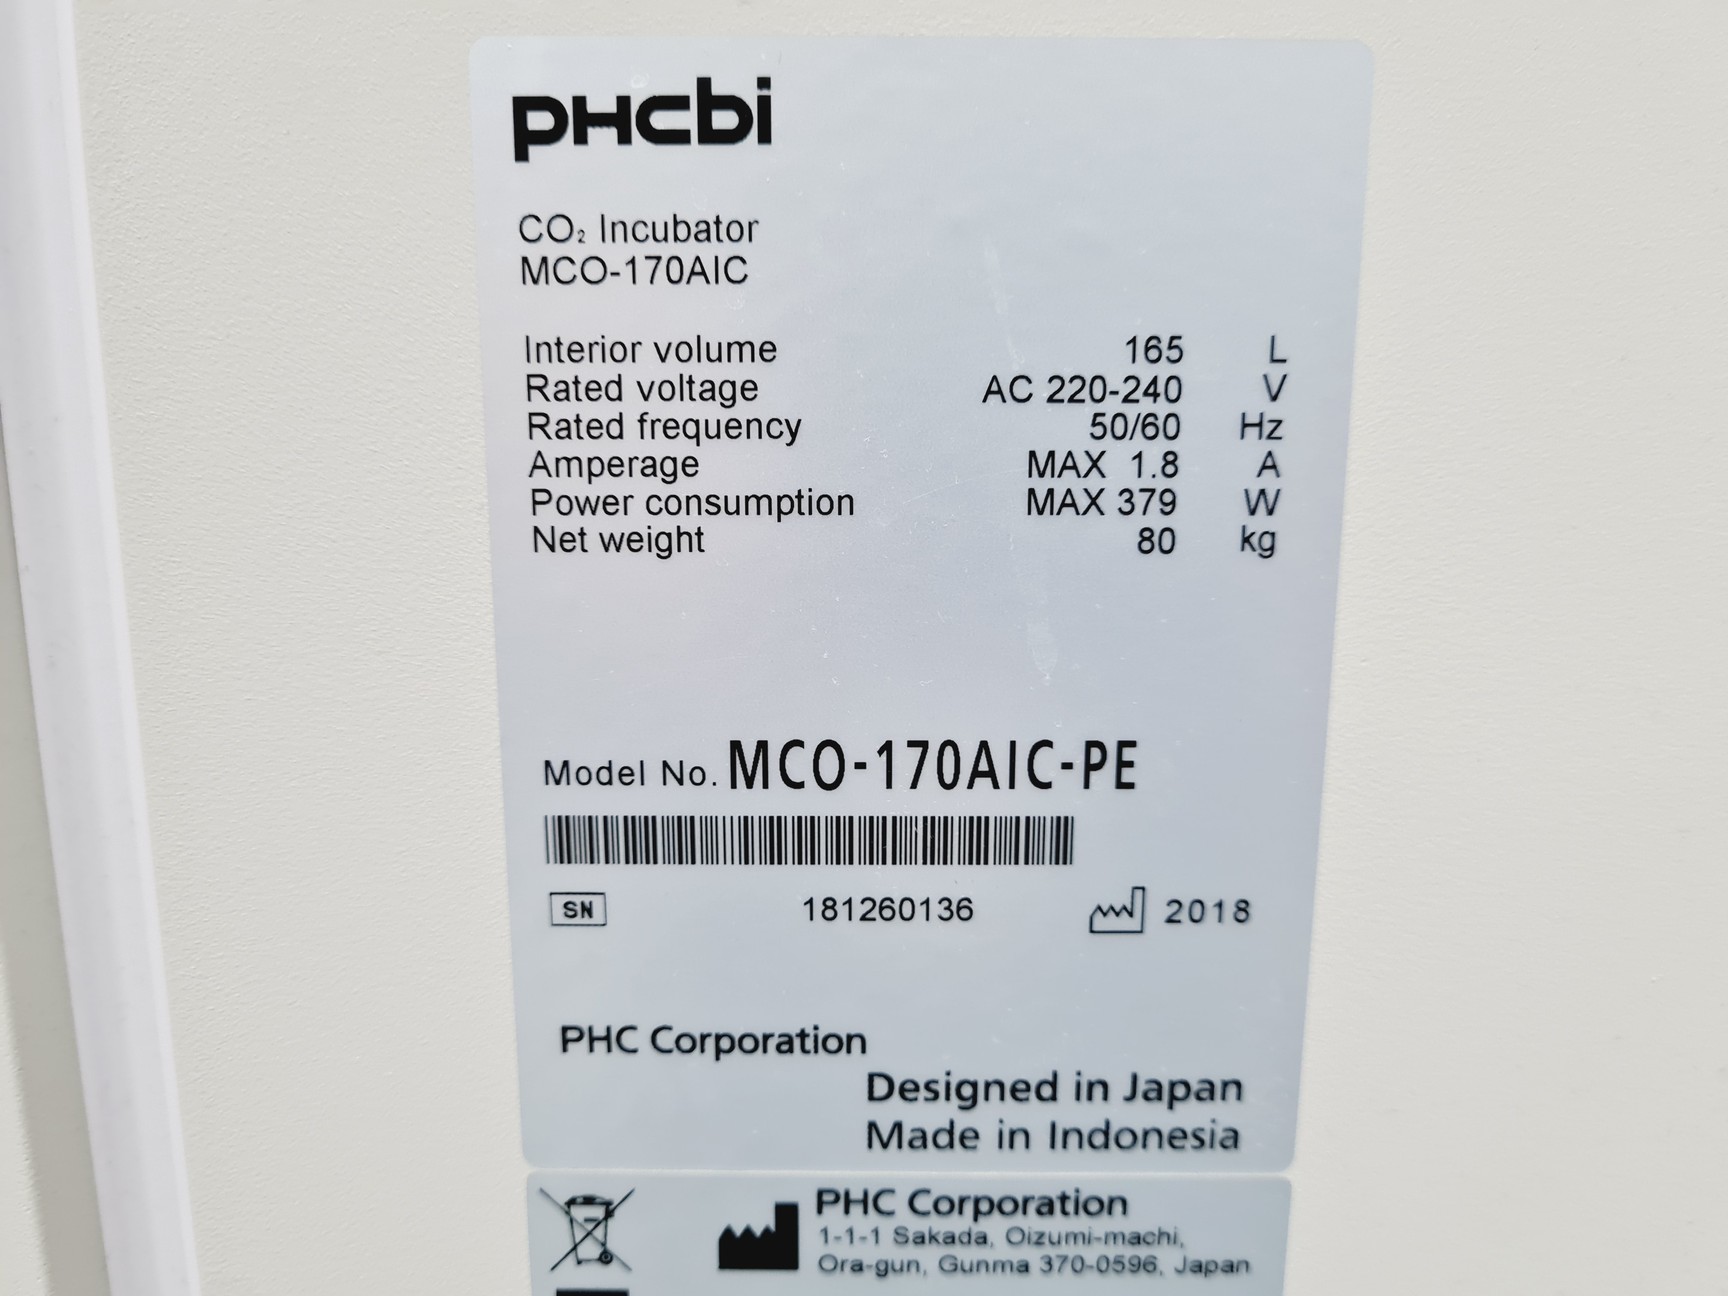 PHCbi
CO₂ Incubator
MCO-170AIC
Interior volume 165 L
Rated voltage AC 220-240 V
Rated frequency 50/60 Hz
Amperage MAX 1.8 A
Power consumption MAX 379 W
Net weight 80 kg
Model No. MCO-170AIC-PE
SN 181260136 2018
PHC Corporation
Designed in Japan
Made in Indonesia
PHC Corporation
1-1-1 Sakada, Oizumi-machi,
Ora-gun, Gunma 370-0596, Japan